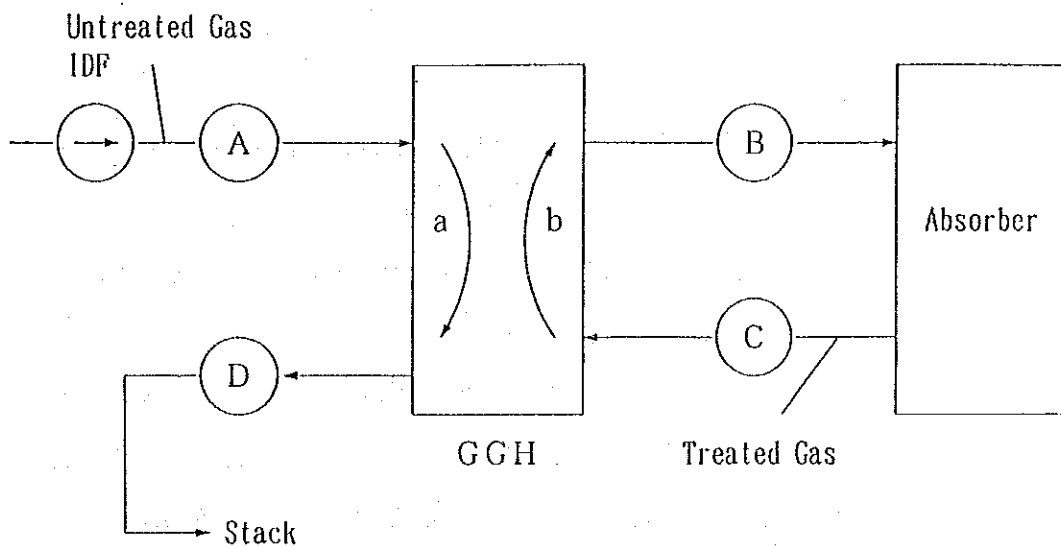 Untreated Gas
IDF
A
B
a
b
Absorber
D
C
GGH
Treated Gas
Stack